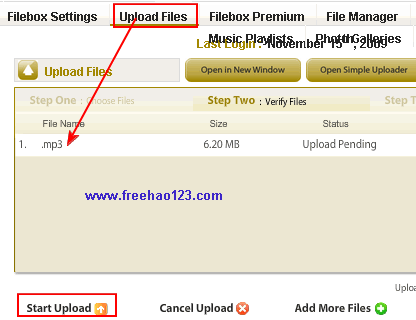 Filebox Settings Upload Files Filebox Premium File Manager
Music Playlists Photo Galleries
Last Login : November 15th, 2009
Upload Files Open in New Window Open Simple Uploader
Step One : Choose Files Step Two : Verify Files Step T
File Name Size Status
1. .mp3 6.20 MB Upload Pending
www.freehao123.com
Uploa
Start Upload Cancel Upload Add More Files